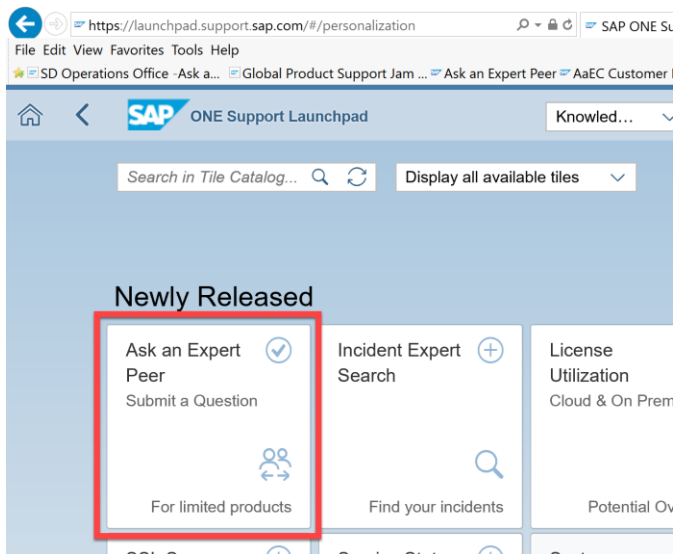 https://launchpad.support.sap.com/#/personalization
SAP ONE Su
File Edit View Favorites Tools Help
SD Operations Office -Ask a... Global Product Support Jam ... Ask an Expert Peer AaEC Customer
SAP ONE Support Launchpad
Knowled...
Search in Tile Catalog...
Display all available tiles
Newly Released
Ask an Expert
Peer
Submit a Question
For limited products
Incident Expert
Search
Find your incidents
License
Utilization
Cloud & On Prem
Potential Ov